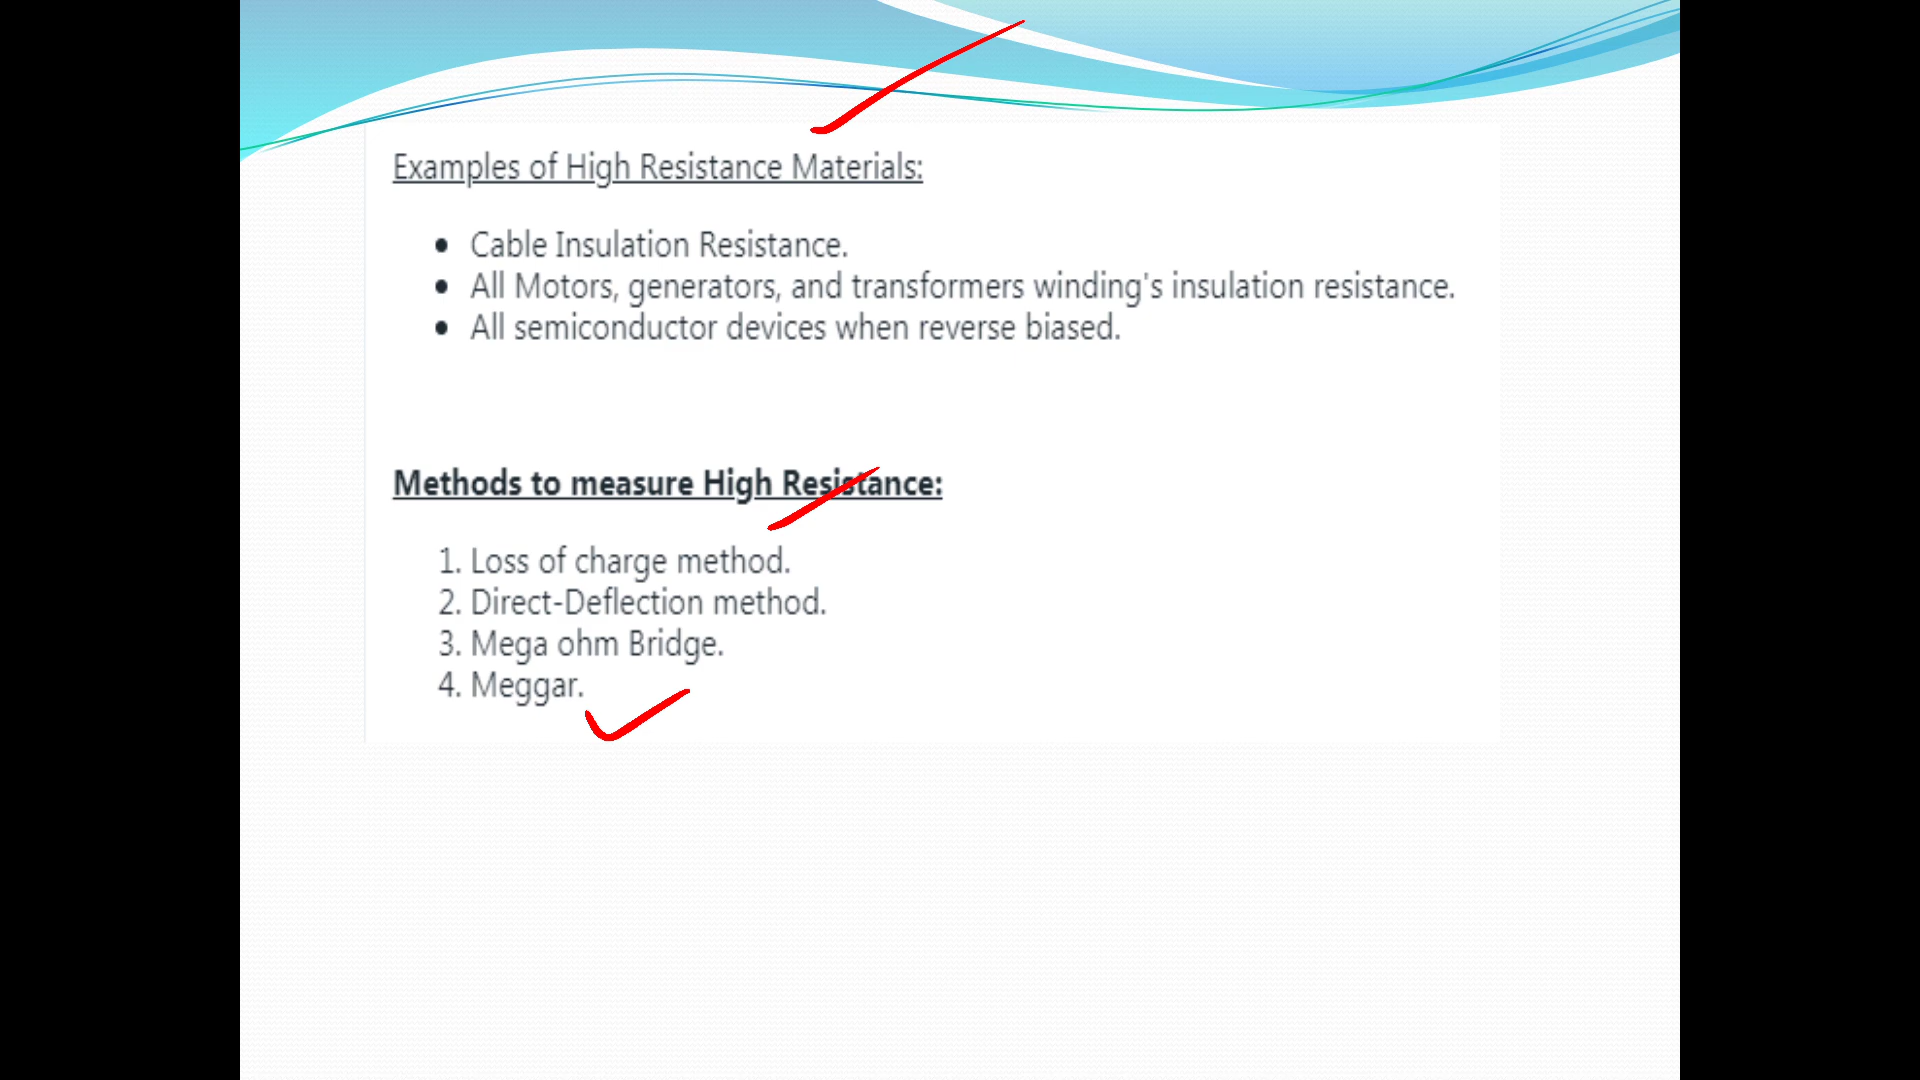 Examples of High Resistance Materials:
• Cable Insulation Resistance.
• All Motors, generators, and transformers winding's insulation resistance.
• All semiconductor devices when reverse biased.
Methods to measure High Resistance:
1. Loss of charge method.
2. Direct-Deflection method.
3. Mega ohm Bridge.
4. Meggar.